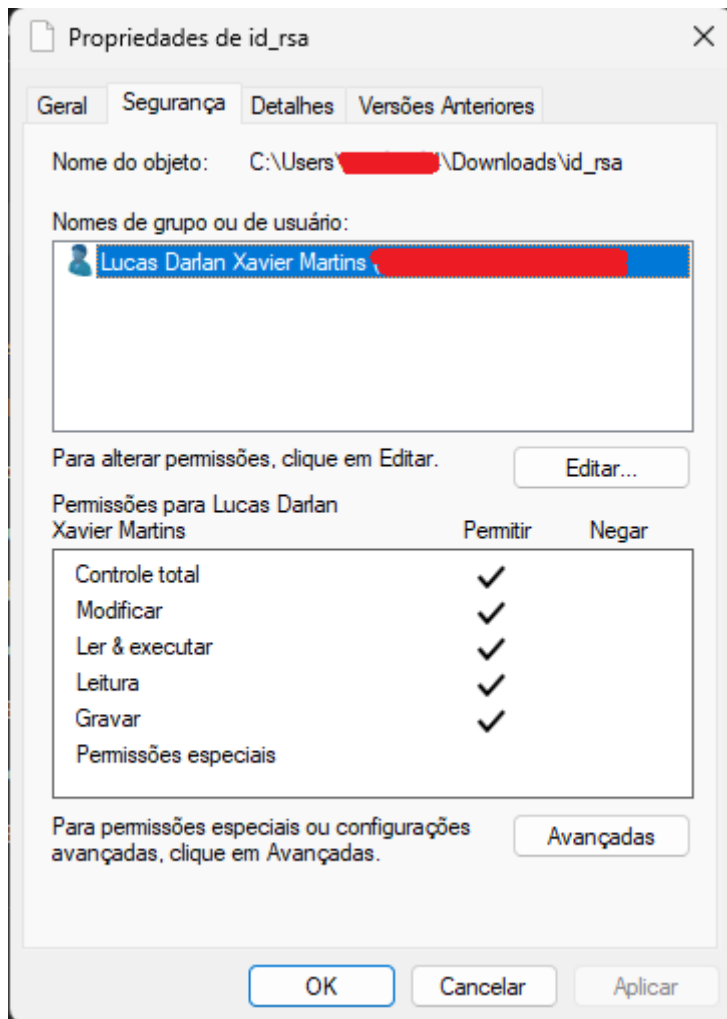 Propriedades de id_rsa
Geral Segurança Detalhes Versões Anteriores
Nome do objeto: C:\Users\ \Downloads\id_rsa
Nomes de grupo ou de usuário:
Lucas Darlan Xavier Martins (
Para alterar permissões, clique em Editar.
Editar...
Permissões para Lucas Darlan
Xavier Martins Permitir Negar
Controle total
Modificar
Ler & executar
Leitura
Gravar
Permissões especiais
Para permissões especiais ou configurações
avançadas, clique em Avançadas.
Avançadas
OK Cancelar Aplicar